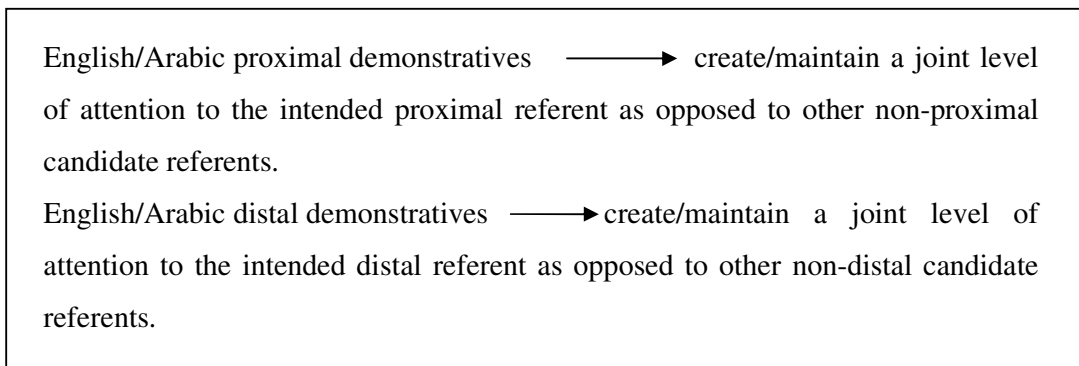 English/Arabic proximal demonstratives ⟶ create/maintain a joint level
of attention to the intended proximal referent as opposed to other non-proximal
candidate referents.
English/Arabic distal demonstratives ⟶ create/maintain a joint level of
attention to the intended distal referent as opposed to other non-distal candidate
referents.